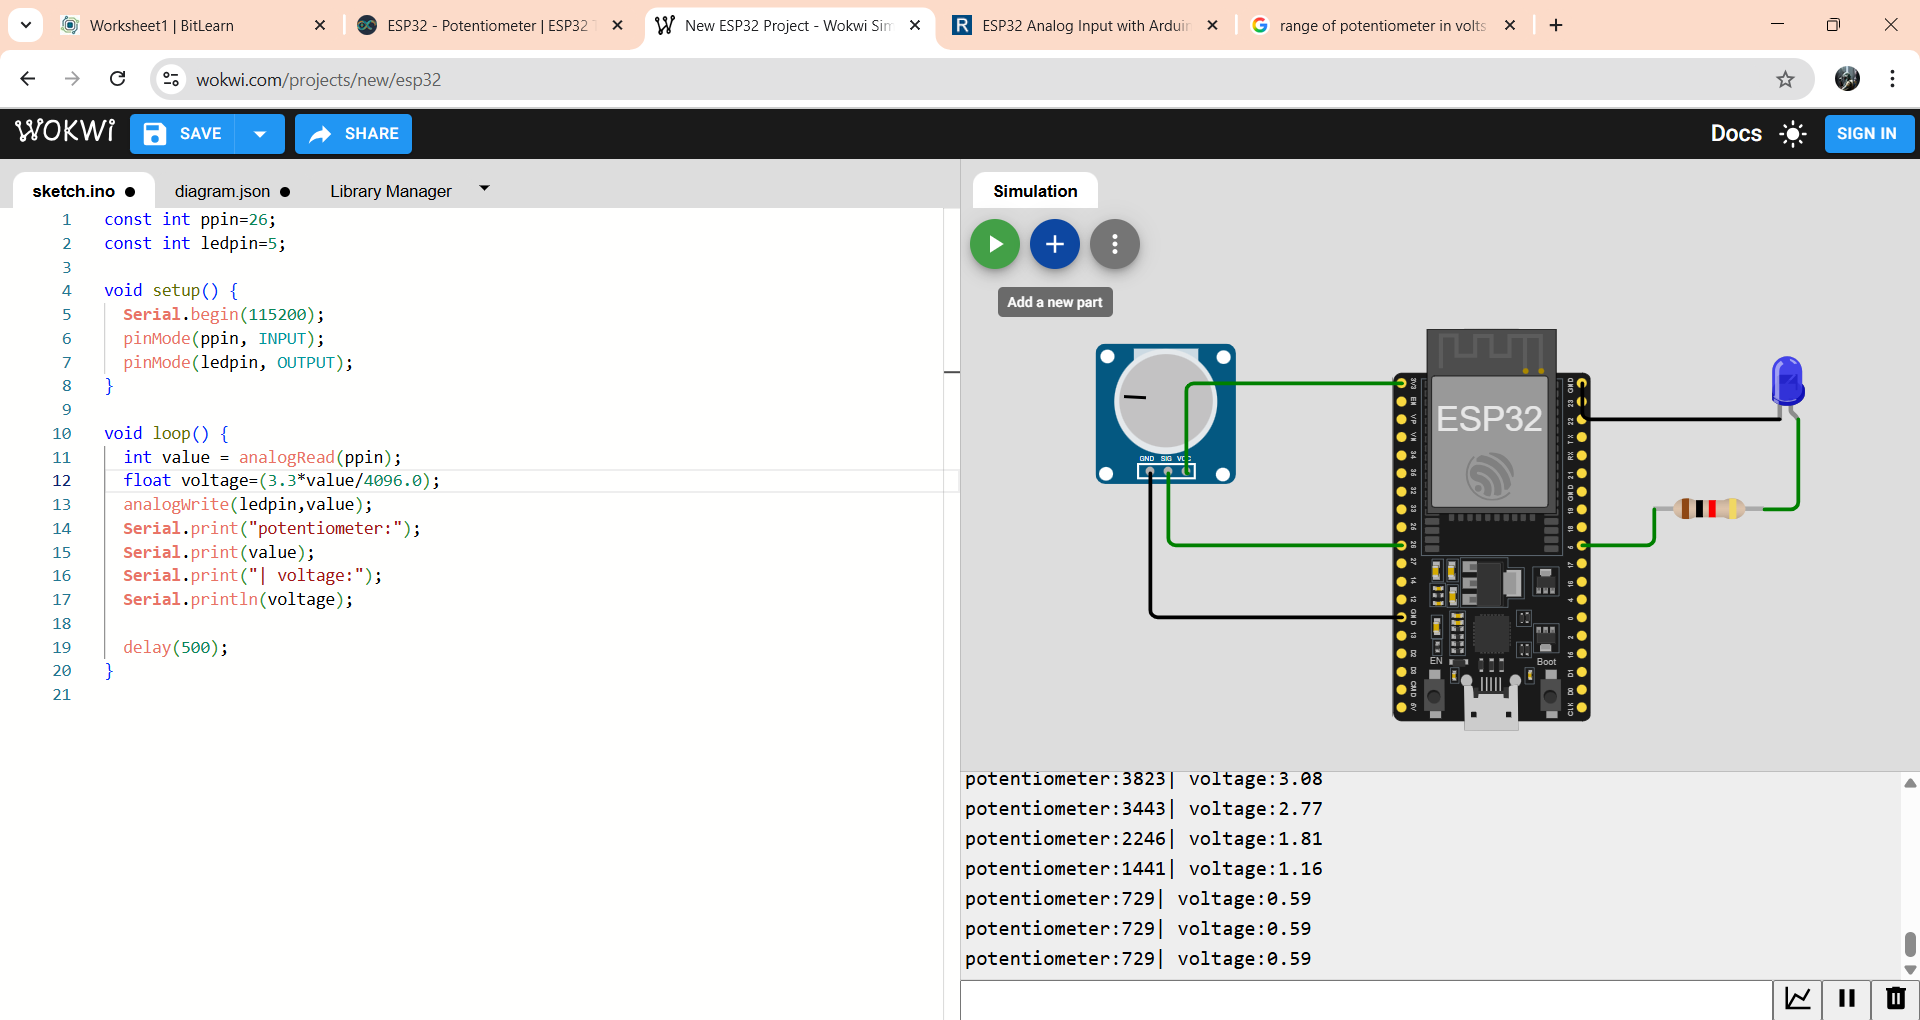 Worksheet1 | BitLearn
ESP32 - Potentiometer | ESP32 T
New ESP32 Project - Wokwi Sim
ESP32 Analog Input with Arduin
range of potentiometer in volts
wokwi.com/projects/new/esp32
WOKWi
SAVE
SHARE
Docs
SIGN IN
sketch.ino
diagram.json
Library Manager
Simulation
1 const int ppin=26;
2 const int ledpin=5;
3
4 void setup() {
5 Serial.begin(115200);
6 pinMode(ppin, INPUT);
7 pinMode(ledpin, OUTPUT);
8 }
9
10 void loop() {
11 int value = analogRead(ppin);
12 float voltage=(3.3*value/4096.0);
13 analogWrite(ledpin,value);
14 Serial.print("potentiometer:");
15 Serial.print(value);
16 Serial.print("| voltage:");
17 Serial.println(voltage);
18
19 delay(500);
20 }
21
Add a new part
GND SIG VCC
ESP32
EN
Boot
potentiometer:3823| voltage:3.08
potentiometer:3443| voltage:2.77
potentiometer:2246| voltage:1.81
potentiometer:1441| voltage:1.16
potentiometer:729| voltage:0.59
potentiometer:729| voltage:0.59
potentiometer:729| voltage:0.59